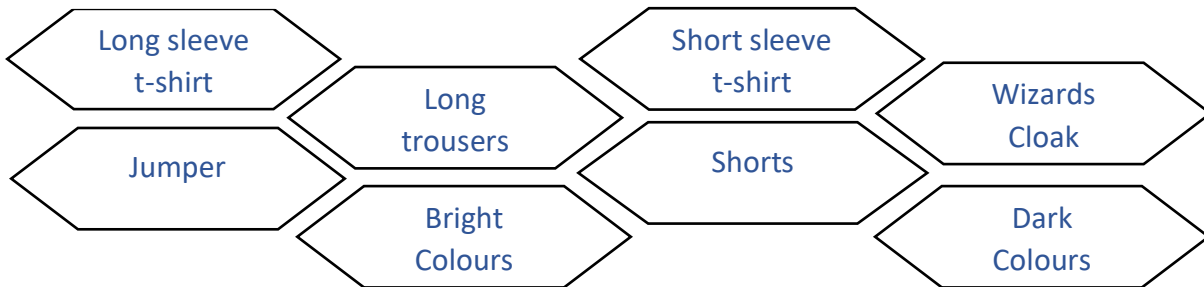 Long sleeve
t-shirt
Short sleeve
t-shirt
Long
trousers
Wizards
Cloak
Jumper
Shorts
Bright
Colours
Dark
Colours